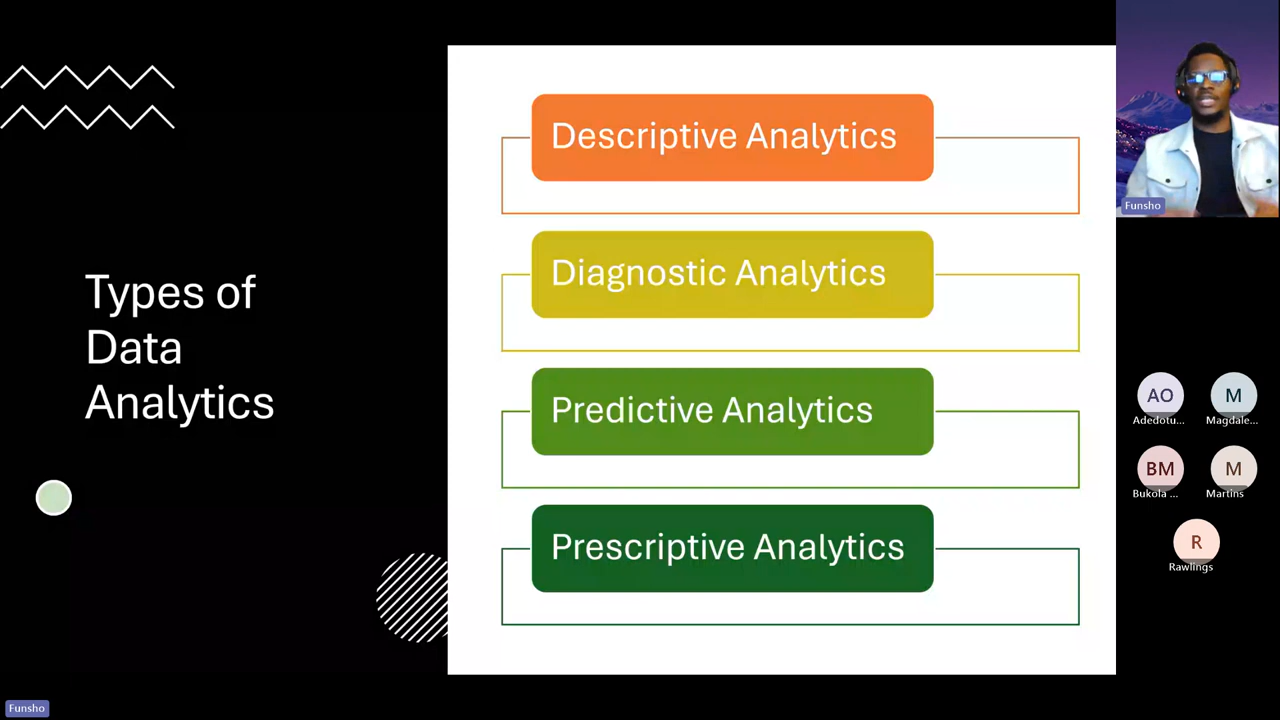 Types of
Data
Analytics
Descriptive Analytics
Diagnostic Analytics
Predictive Analytics
Prescriptive Analytics
Funsho
AO
Adedotu...
M
Magdale...
BM
Bukola ...
M
Martins
R
Rawlings
Funsho